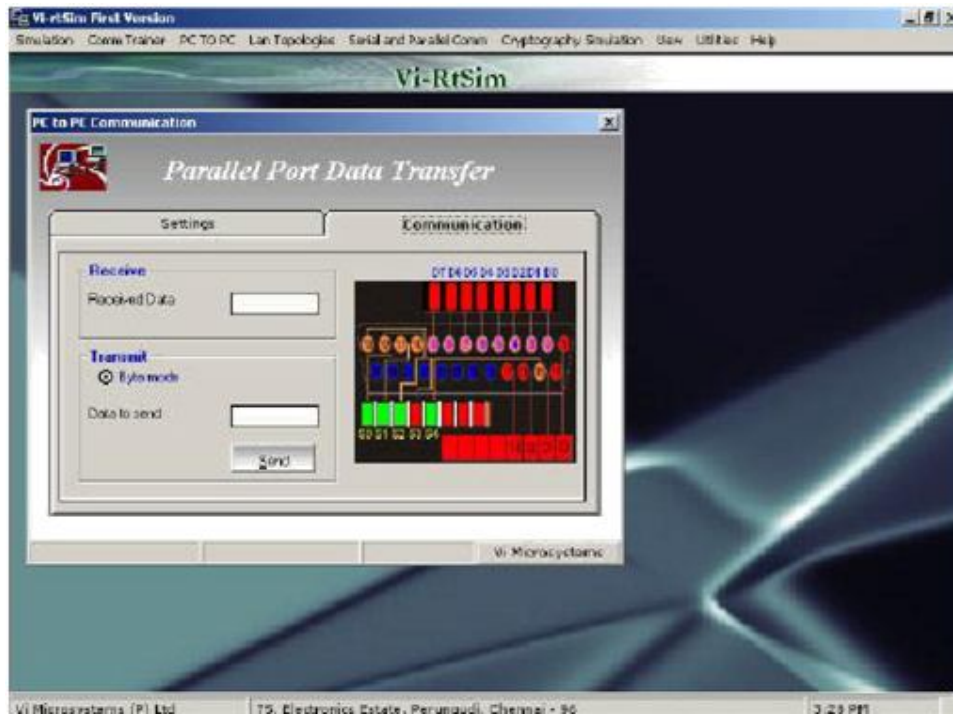 Vi-rtSim First Version
Simulation Comm Trainer PC TO PC Lan Topologies Serial and Parallel Comm Cryptography Simulation View Utilities Help
Vi-RtSim
PC to PC Communication
Parallel Port Data Transfer
Settings
Communication
Receive
D7 D6 D5 D4 D3 D2 D1 D0
Received Data
Transmit
Byte mode
Data to send
S0 S1 S2 S3 S4
Send
Vi Microsystems
Vi Microsystems (P) Ltd
75, Electronics Estate, Perungudi, Chennai - 96
3:23 PM